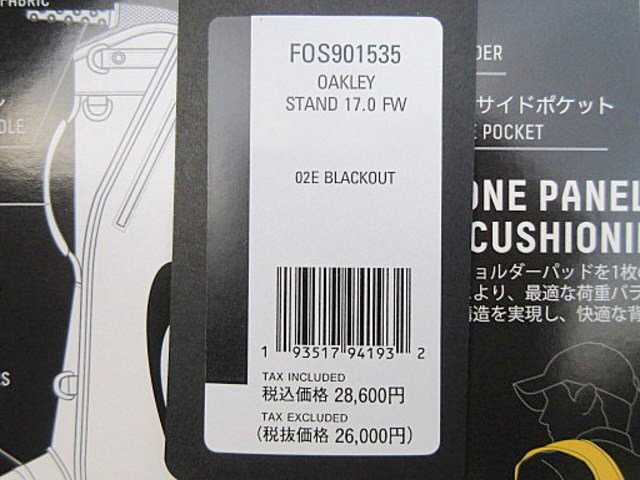 FABRIC
FOS901535
OAKLEY
STAND 17.0 FW
02E BLACKOUT
1 93517 94193 2
TAX INCLUDED
税込価格 28,600円
TAX EXCLUDED
(税抜価格 26,000円)
サイドポケット
POCKET
ONE PANEL
CUSHIONI
ョルダーパッドを1枚の
より、最適な荷重バラ
構造を実現し、快適な背